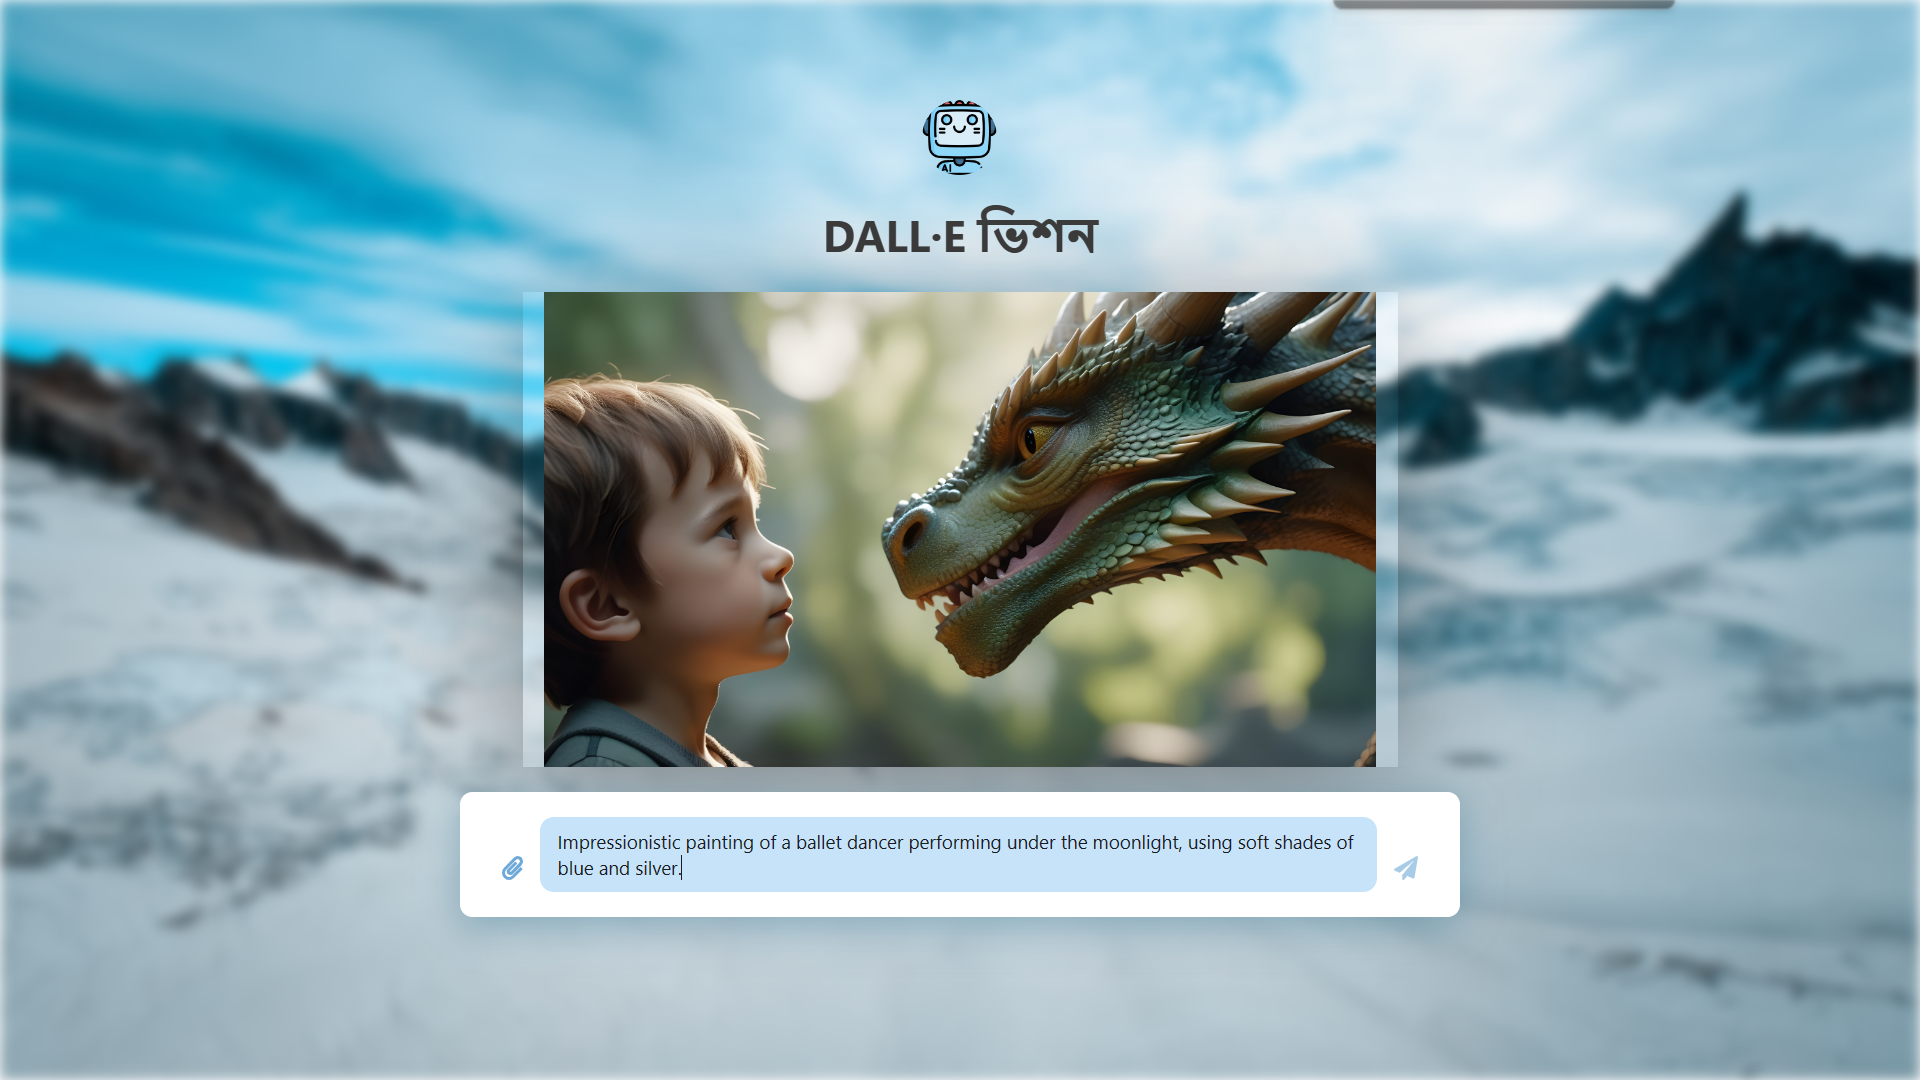 AI
DALL·E ভিশন
Impressionistic painting of a ballet dancer performing under the moonlight, using soft shades of
blue and silver.